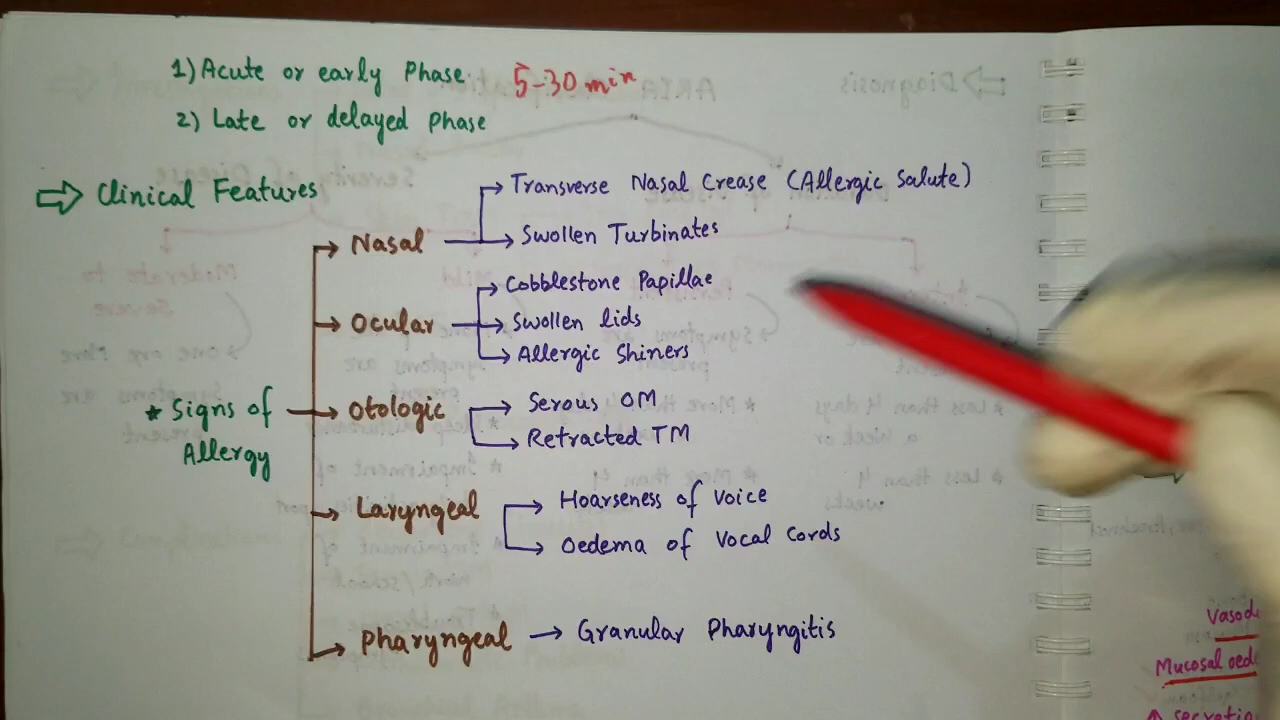 1) Acute or early Phase 5-30 min
2) Late or delayed Phase
⇒ Clinical Features
Nasal
→ Transverse Nasal Crease (Allergic Salute)
→ Swollen Turbinates
Ocular
→ Cobblestone Papillae
→ Swollen lids
→ Allergic Shiners
* Signs of
Allergy
Otologic
→ Serous OM
→ Retracted TM
Laryngeal
→ Hoarseness of Voice
→ Oedema of Vocal Cords
Pharyngeal → Granular Pharyngitis
Vasod
Mucosal oede
↑ secretio